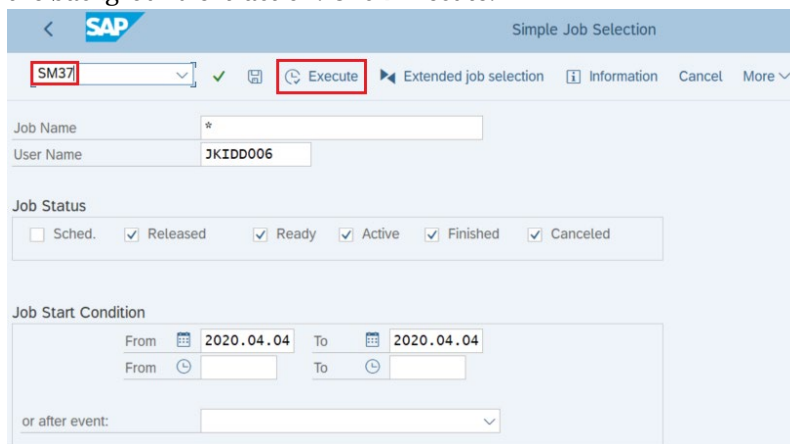 SAP
Simple Job Selection
SM37
Execute
Extended job selection
Information
Cancel
More
Job Name
*
User Name
JKIDD006
Job Status
Sched.
Released
Ready
Active
Finished
Canceled
Job Start Condition
From
2020.04.04
To
2020.04.04
From
To
or after event: